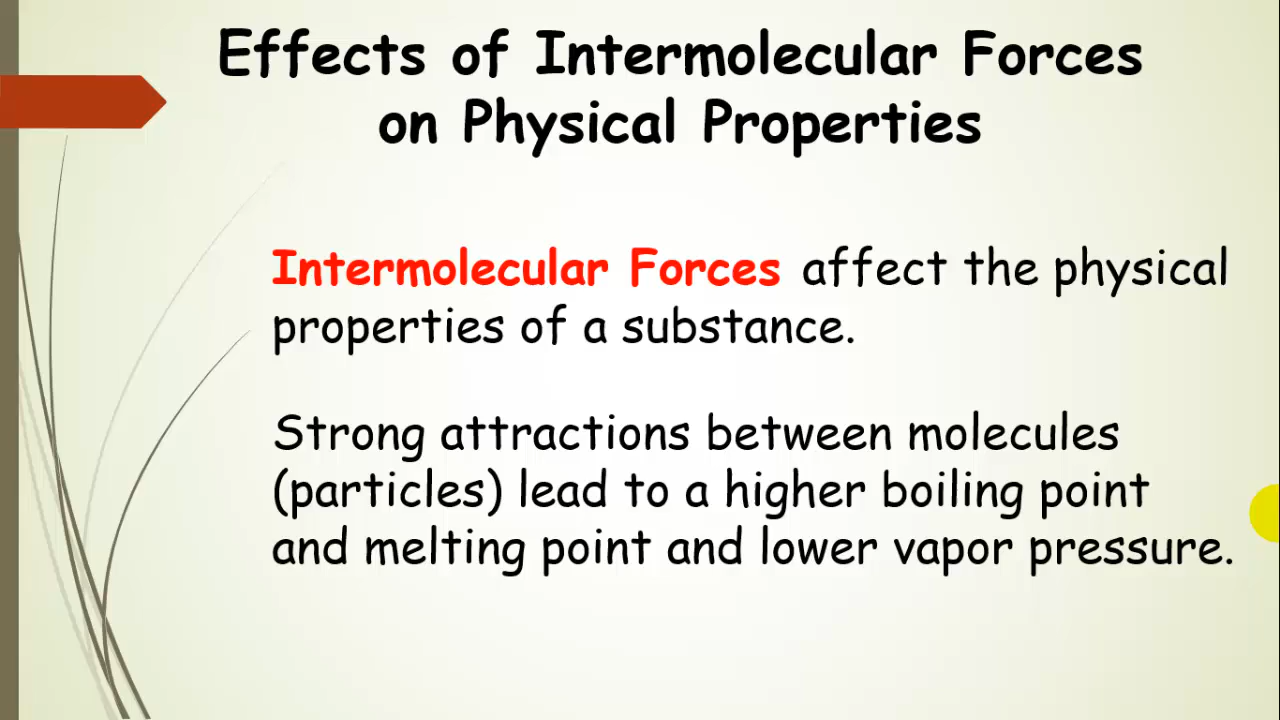 Effects of Intermolecular Forces
on Physical Properties
Intermolecular Forces affect the physical
properties of a substance.
Strong attractions between molecules
(particles) lead to a higher boiling point
and melting point and lower vapor pressure.